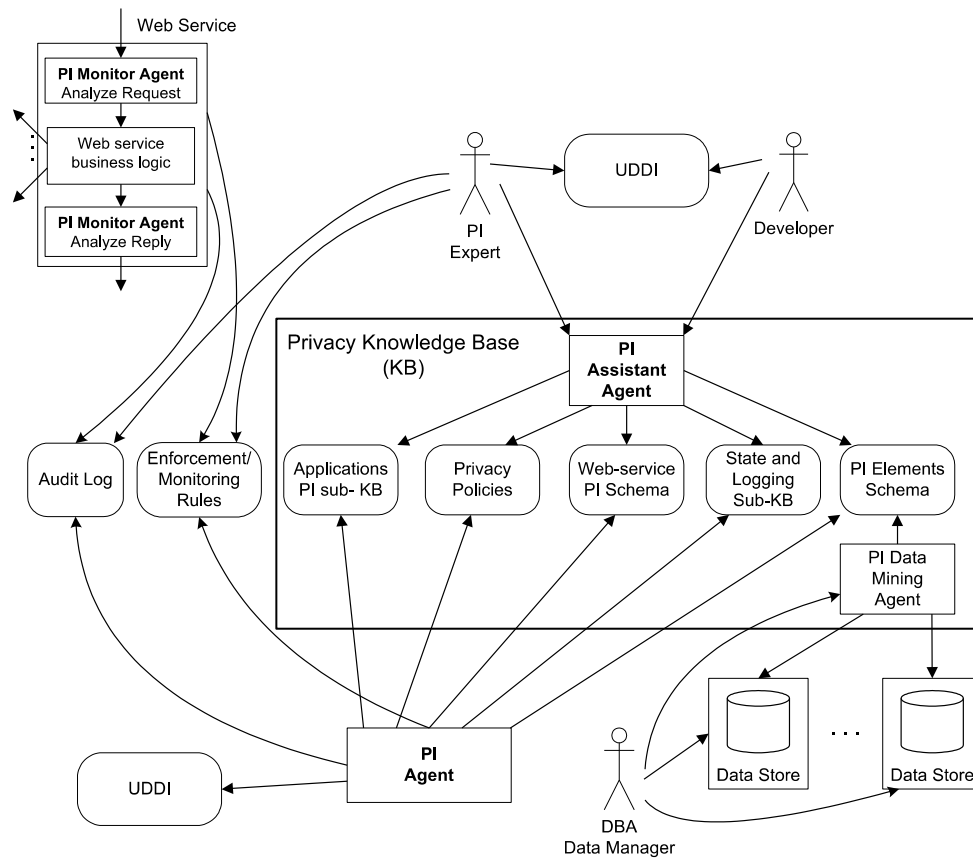 Web Service
PI Monitor Agent
Analyze Request
Web service
business logic
PI Monitor Agent
Analyze Reply
PI
Expert
UDDI
Developer
Privacy Knowledge Base
(KB)
PI
Assistant
Agent
Audit Log
Enforcement/
Monitoring
Rules
Applications
PI sub- KB
Privacy
Policies
Web-service
PI Schema
State and
Logging
Sub-KB
PI Elements
Schema
PI Data
Mining
Agent
PI
Agent
UDDI
DBA
Data Manager
Data Store
. . .
Data Store